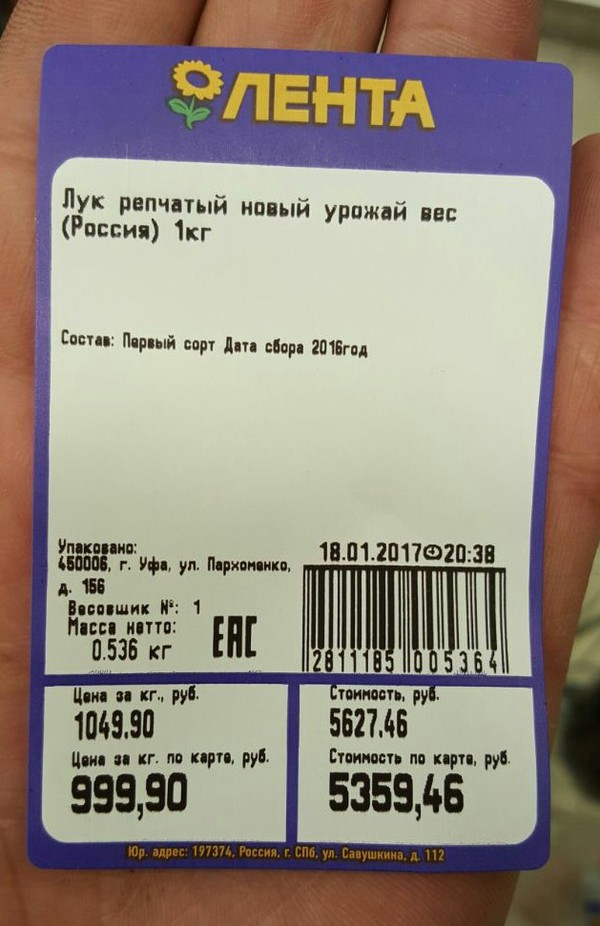 ЛЕНТА
Лук репчатый новый урожай вес
(Россия) 1кг
Состав: Первый сорт Дата сбора 2016год
Упаковано:
450006, г. Уфа, ул. Пархоменко,
д. 156
Весовщик №: 1
Масса нетто:
0.536 кг
EAC
18.01.2017 20:38
2811185 005364
Цена за кг., руб.
1049.90
Цена за кг. по карте, руб.
999,90
Стоимость, руб.
5627.46
Стоимость по карте, руб.
5359,46
Юр. адрес: 197374, Россия, г. СПб, ул. Савушкина, д. 112